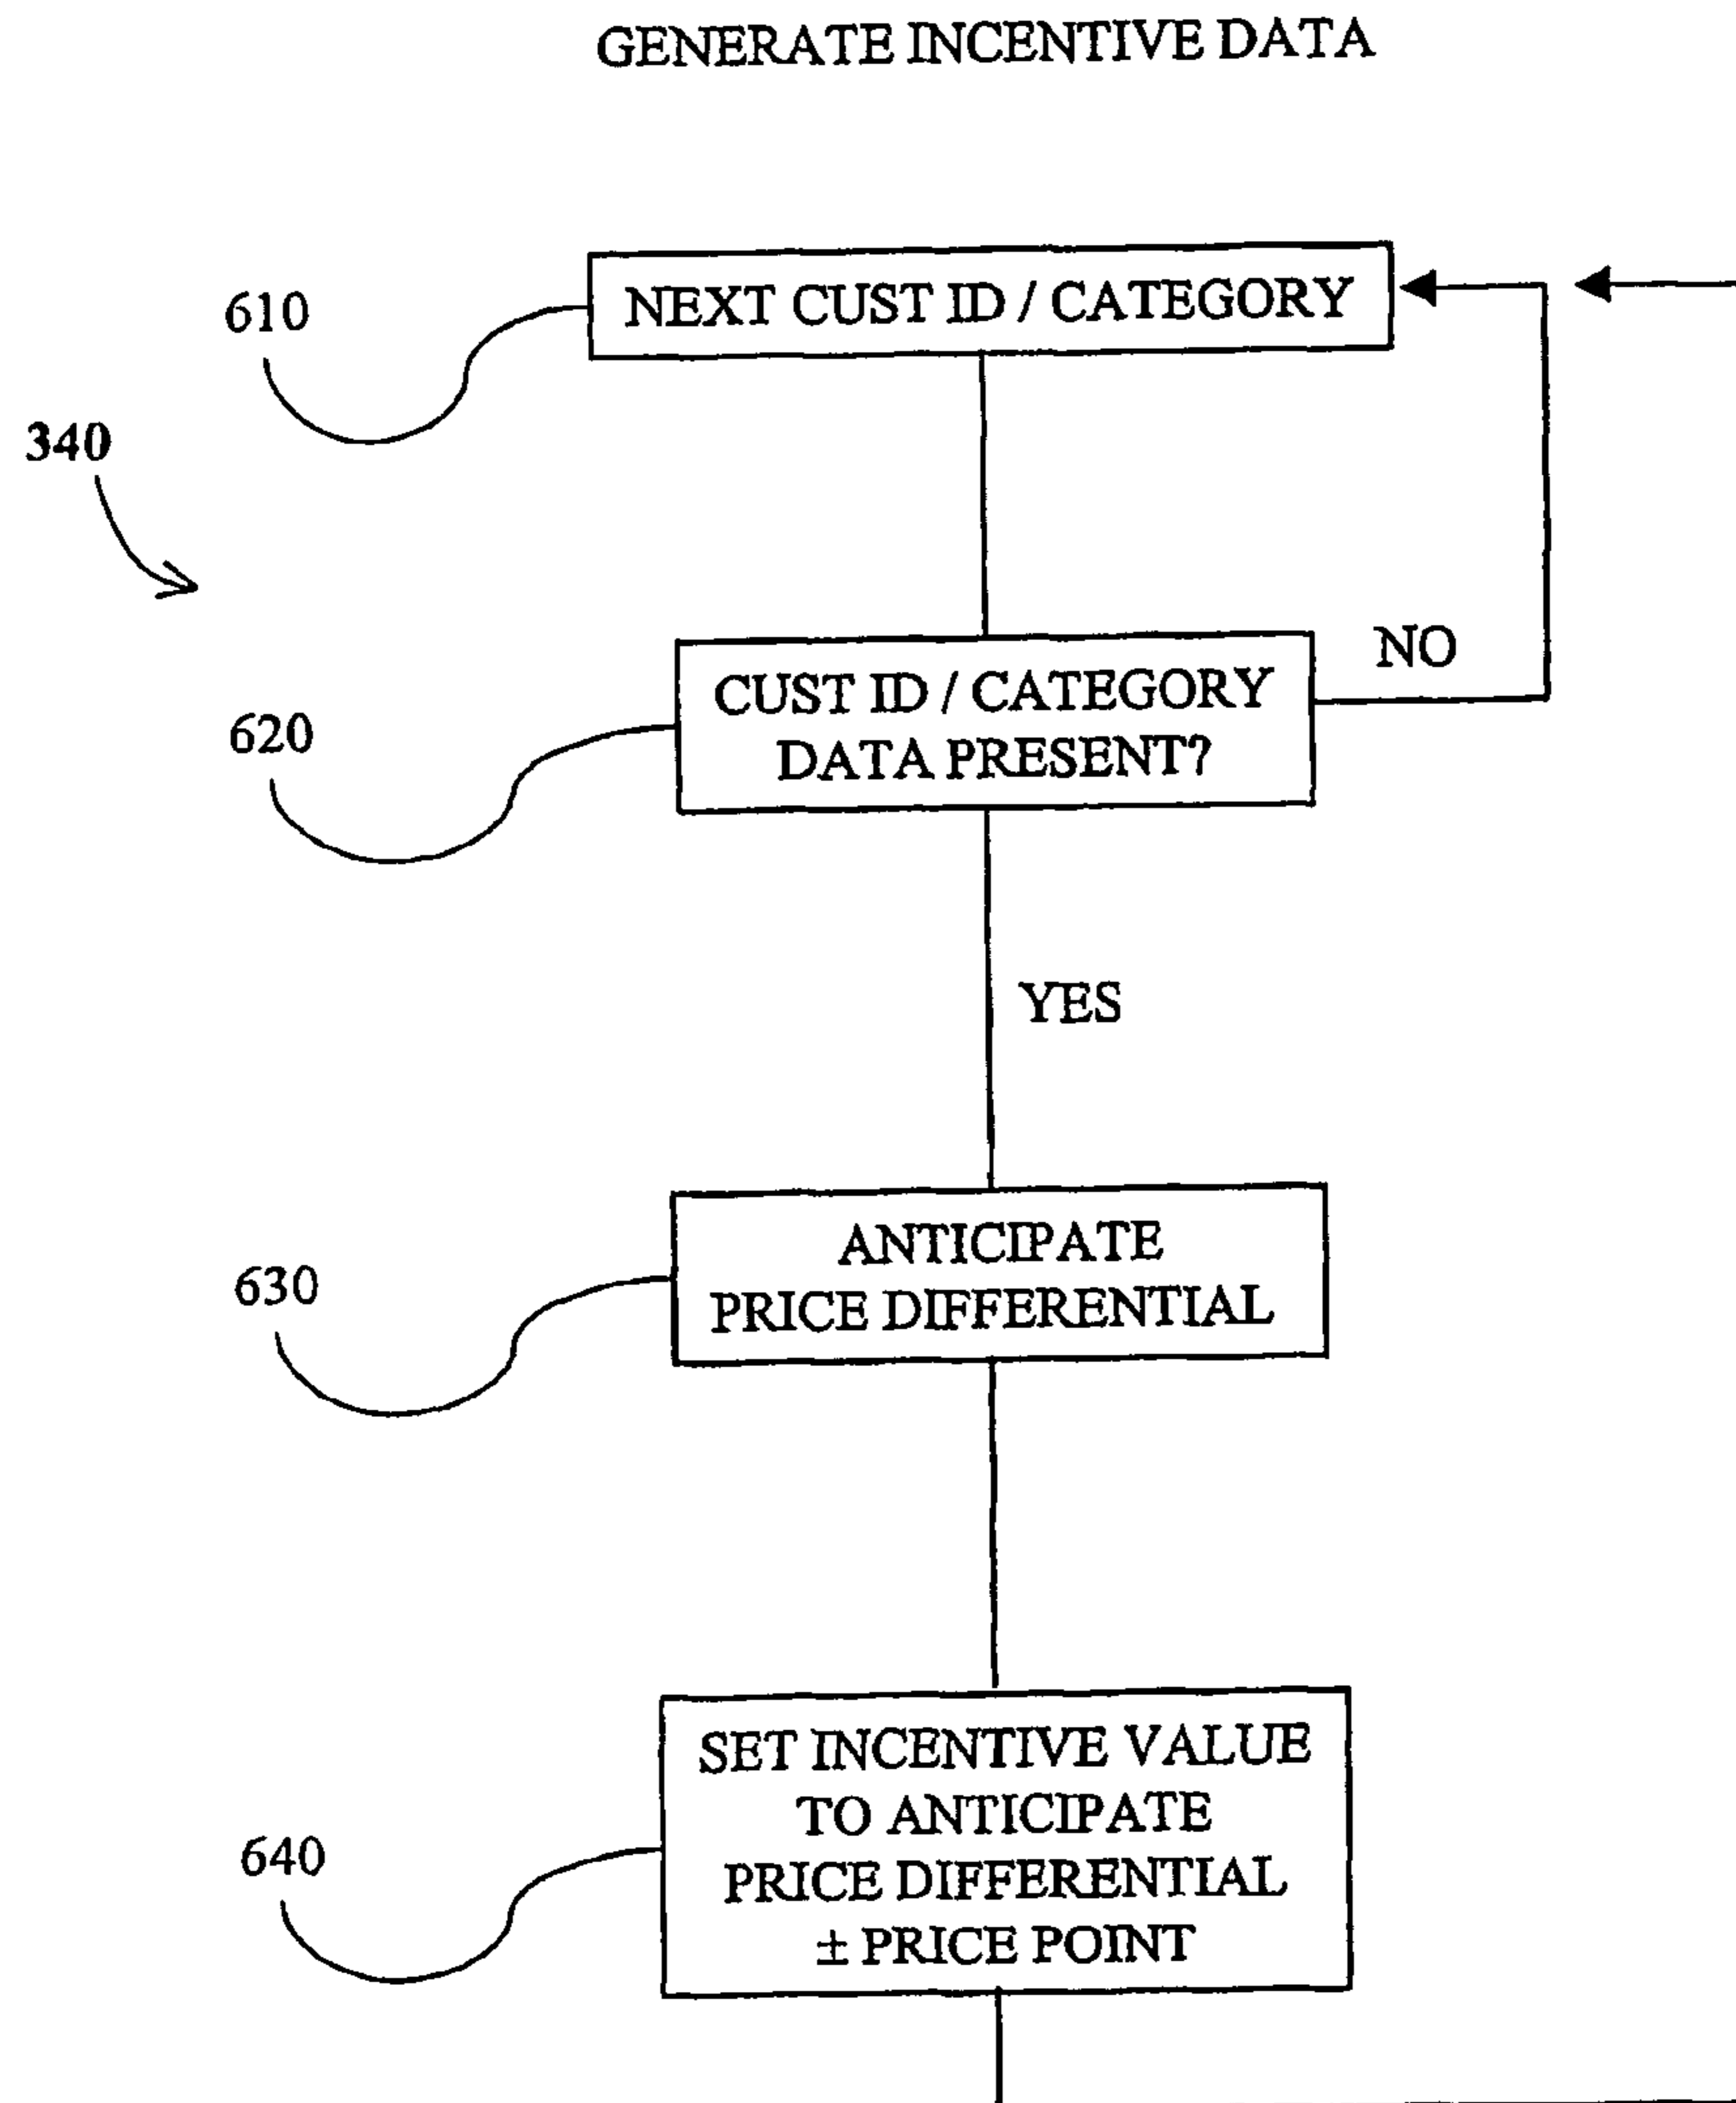 GENERATE INCENTIVE DATA
610
NEXT CUST ID / CATEGORY
340
NO
620
CUST ID / CATEGORY
DATA PRESENT?
YES
630
ANTICIPATE
PRICE DIFFERENTIAL
640
SET INCENTIVE VALUE
TO ANTICIPATE
PRICE DIFFERENTIAL
± PRICE POINT